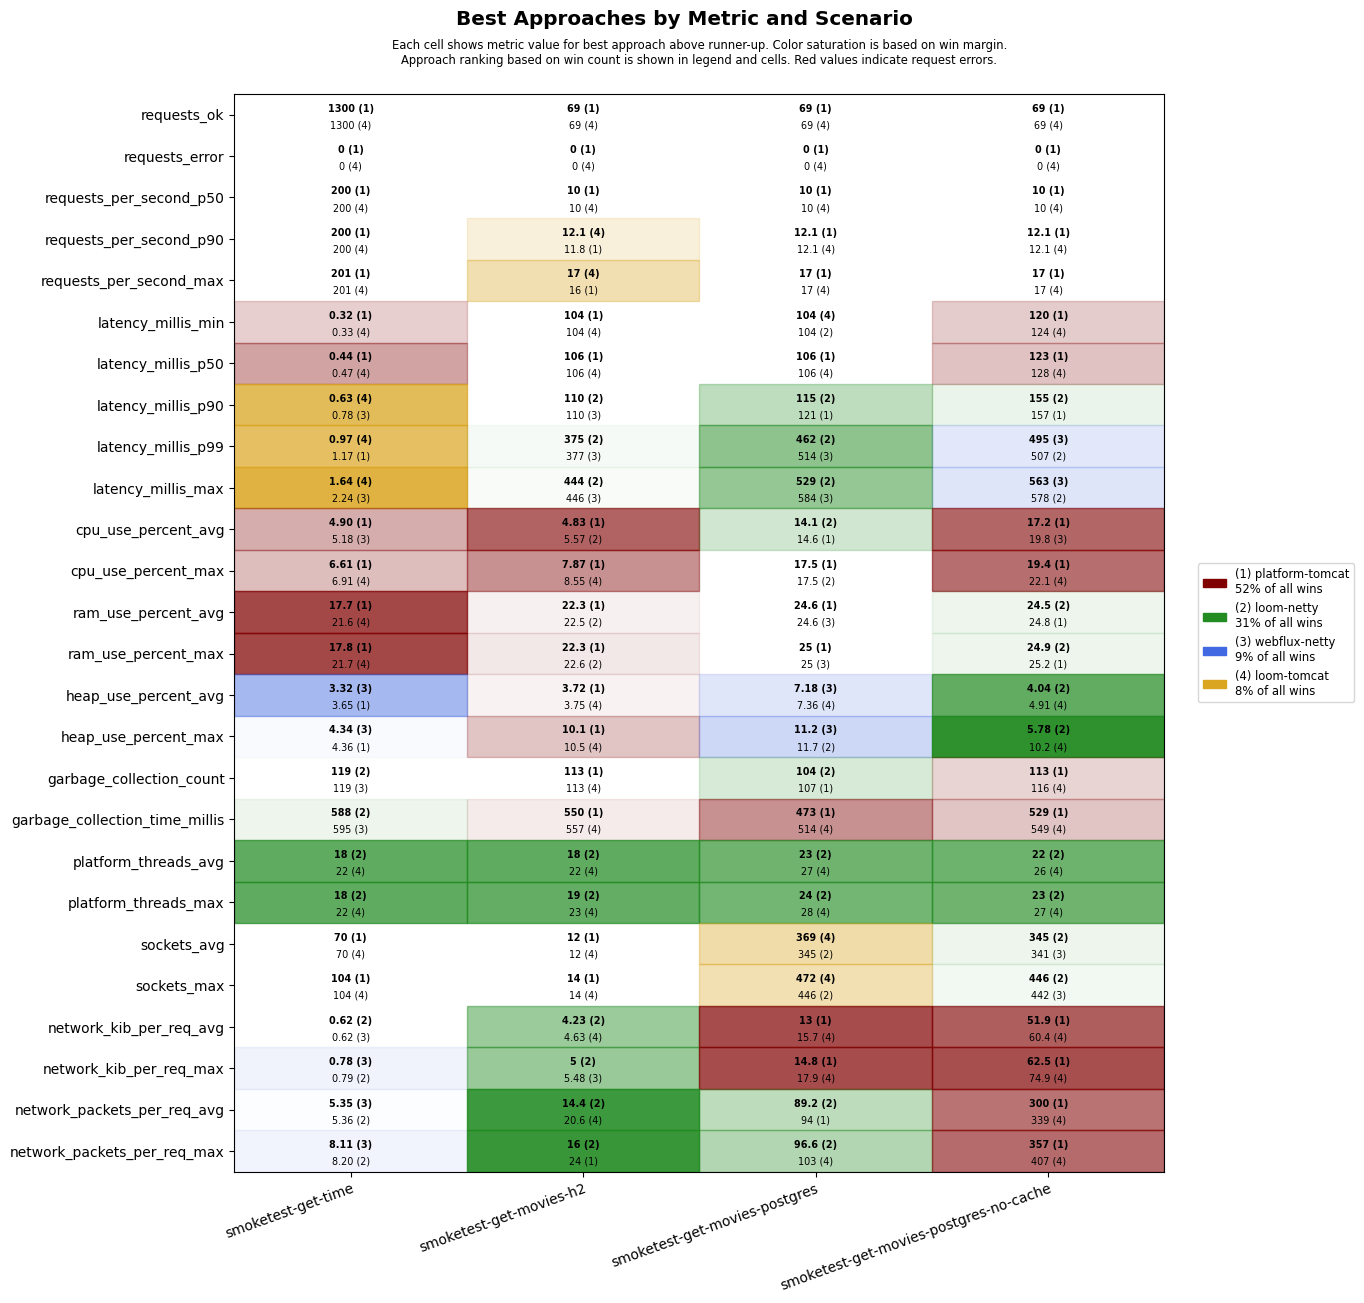 Best Approaches by Metric and Scenario
Each cell shows metric value for best approach above runner-up. Color saturation is based on win margin.
Approach ranking based on win count is shown in legend and cells. Red values indicate request errors.
requests_ok 1300 (1) 69 (1) 69 (1) 69 (1)
1300 (4) 69 (4) 69 (4) 69 (4)
requests_error 0 (1) 0 (1) 0 (1) 0 (1)
0 (4) 0 (4) 0 (4) 0 (4)
requests_per_second_p50 200 (1) 10 (1) 10 (1) 10 (1)
200 (4) 10 (4) 10 (4) 10 (4)
requests_per_second_p90 200 (1) 12.1 (4) 12.1 (1) 12.1 (1)
200 (4) 11.8 (1) 12.1 (4) 12.1 (4)
requests_per_second_max 201 (1) 17 (4) 17 (1) 17 (1)
201 (4) 16 (1) 17 (4) 17 (4)
latency_millis_min 0.32 (1) 104 (1) 104 (4) 120 (1)
0.33 (4) 104 (4) 104 (2) 124 (4)
latency_millis_p50 0.44 (1) 106 (1) 106 (1) 123 (1)
0.47 (4) 106 (4) 106 (4) 128 (4)
latency_millis_p90 0.63 (4) 110 (2) 115 (2) 155 (2)
0.78 (3) 110 (3) 121 (1) 157 (1)
latency_millis_p99 0.97 (4) 375 (2) 462 (2) 495 (3)
1.17 (1) 377 (3) 514 (3) 507 (2)
latency_millis_max 1.64 (4) 444 (2) 529 (2) 563 (3)
2.24 (3) 446 (3) 584 (3) 578 (2)
cpu_use_percent_avg 4.90 (1) 4.83 (1) 14.1 (2) 17.2 (1)
5.18 (3) 5.57 (2) 14.6 (1) 19.8 (3)
cpu_use_percent_max 6.61 (1) 7.87 (1) 17.5 (1) 19.4 (1)
6.91 (4) 8.55 (4) 17.5 (2) 22.1 (4)
ram_use_percent_avg 17.7 (1) 22.3 (1) 24.6 (1) 24.5 (2)
21.6 (4) 22.5 (2) 24.6 (3) 24.8 (1)
ram_use_percent_max 17.8 (1) 22.3 (1) 25 (1) 24.9 (2)
21.7 (4) 22.6 (2) 25 (3) 25.2 (1)
heap_use_percent_avg 3.32 (3) 3.72 (1) 7.18 (3) 4.04 (2)
3.65 (1) 3.75 (4) 7.36 (4) 4.91 (4)
heap_use_percent_max 4.34 (3) 10.1 (1) 11.2 (3) 5.78 (2)
4.36 (1) 10.5 (4) 11.7 (2) 10.2 (4)
garbage_collection_count 119 (2) 113 (1) 104 (2) 113 (1)
119 (3) 113 (4) 107 (1) 116 (4)
garbage_collection_time_millis 588 (2) 550 (1) 473 (1) 529 (1)
595 (3) 557 (4) 514 (4) 549 (4)
platform_threads_avg 18 (2) 18 (2) 23 (2) 22 (2)
22 (4) 22 (4) 27 (4) 26 (4)
platform_threads_max 18 (2) 19 (2) 24 (2) 23 (2)
22 (4) 23 (4) 28 (4) 27 (4)
sockets_avg 70 (1) 12 (1) 369 (4) 345 (2)
70 (4) 12 (4) 345 (2) 341 (3)
sockets_max 104 (1) 14 (1) 472 (4) 446 (2)
104 (4) 14 (4) 446 (2) 442 (3)
network_kib_per_req_avg 0.62 (2) 4.23 (2) 13 (1) 51.9 (1)
0.62 (3) 4.63 (4) 15.7 (4) 60.4 (4)
network_kib_per_req_max 0.78 (3) 5 (2) 14.8 (1) 62.5 (1)
0.79 (2) 5.48 (3) 17.9 (4) 74.9 (4)
network_packets_per_req_avg 5.35 (3) 14.4 (2) 89.2 (2) 300 (1)
5.36 (2) 20.6 (4) 94 (1) 339 (4)
network_packets_per_req_max 8.11 (3) 16 (2) 96.6 (2) 357 (1)
8.20 (2) 24 (1) 103 (4) 407 (4)
smoketest-get-time
smoketest-get-movies-h2
smoketest-get-movies-postgres
smoketest-get-movies-postgres-no-cache
(1) platform-tomcat
52% of all wins
(2) loom-netty
31% of all wins
(3) webflux-netty
9% of all wins
(4) loom-tomcat
8% of all wins